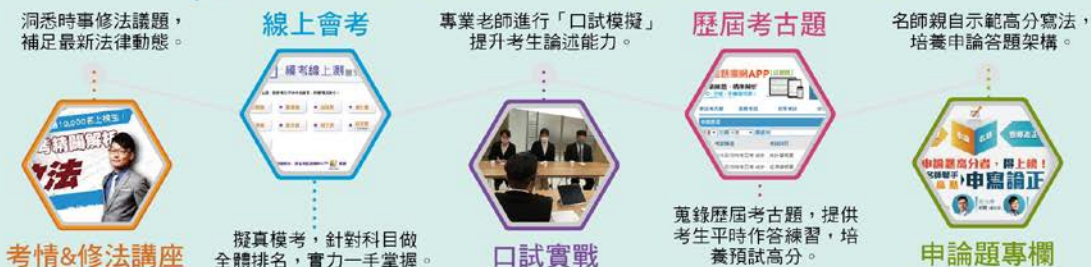 洞悉時事修法議題，
補足最新法律動態。
考情&修法講座
線上會考
擬真模考，針對科目做
全體排名，實力一手掌握。
專業老師進行「口試模擬」
提升考生論述能力。
口試實戰
歷屆考古題
蒐錄歷屆考古題，提供
考生平時作答練習，培
養預試高分。
名師親自示範高分寫法，
培養申論答題架構。
申論題專欄
申論題高分者，得上榜！